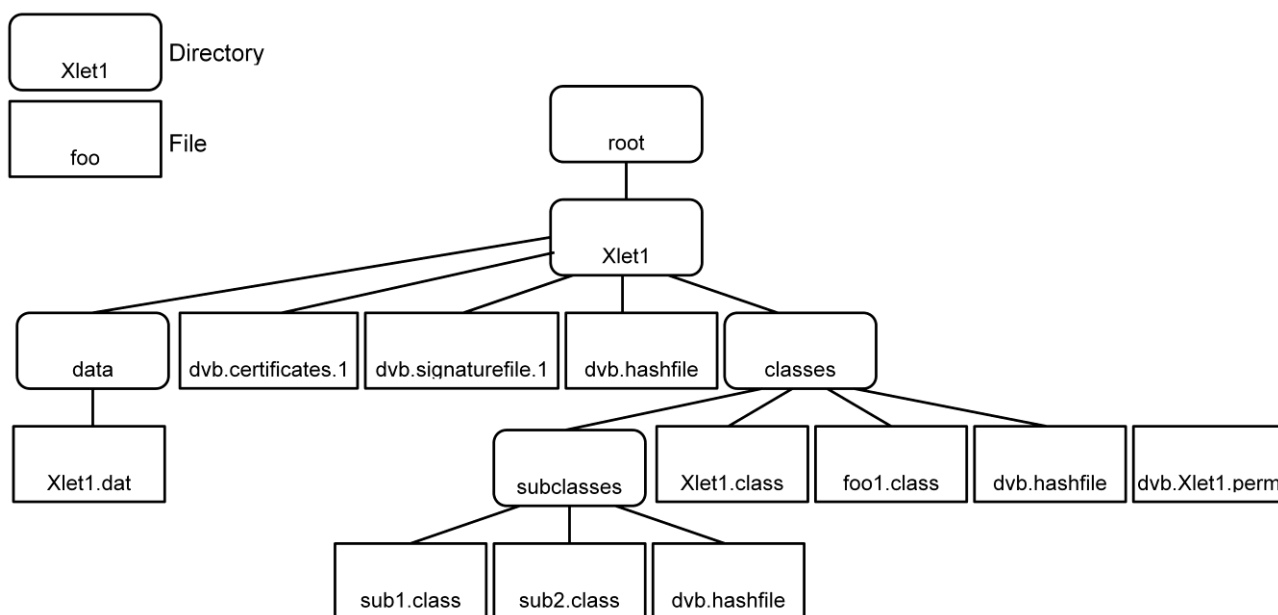 Xlet1
Directory
foo
File
root
Xlet1
data
dvb.certificates.1
dvb.signaturefile.1
dvb.hashfile
classes
Xlet1.dat
subclasses
Xlet1.class
foo1.class
dvb.hashfile
dvb.Xlet1.perm
sub1.class
sub2.class
dvb.hashfile